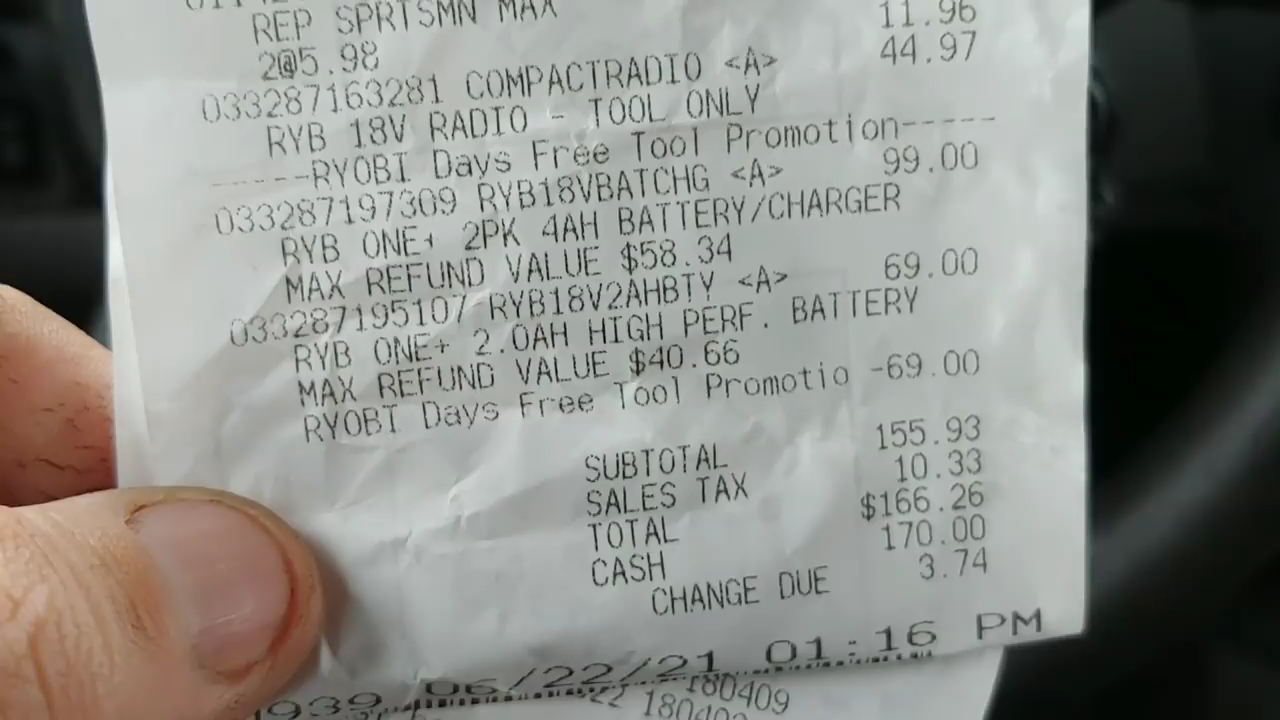 REP SPRTSMN MAX 11.96
2@5.98
033287163281 COMPACTRADIO <A> 44.97
RYB 18V RADIO - TOOL ONLY
-----RYOBI Days Free Tool Promotion-----
033287197309 RYB18VBATCHG <A> 99.00
RYB ONE+ 2PK 4AH BATTERY/CHARGER
MAX REFUND VALUE $58.34
033287195107 RYB18V2AHBTY <A> 69.00
RYB ONE+ 2.0AH HIGH PERF. BATTERY
MAX REFUND VALUE $40.66
RYOBI Days Free Tool Promotio -69.00
SUBTOTAL 155.93
SALES TAX 10.33
TOTAL $166.26
CASH 170.00
CHANGE DUE 3.74
06/22/21 01:16 PM
180409